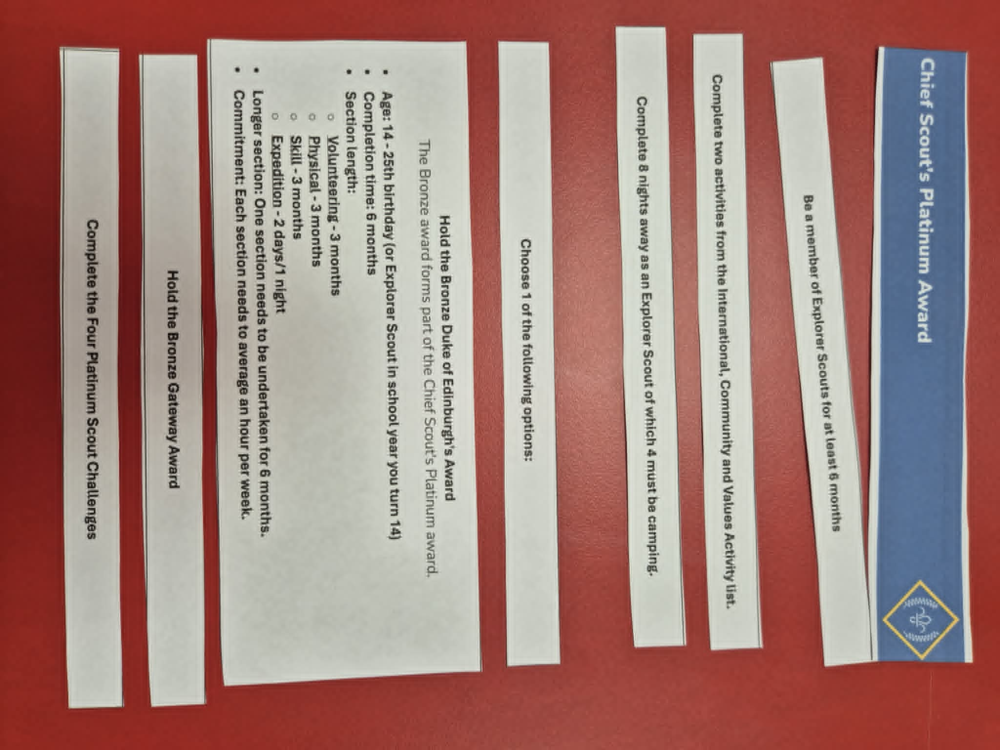 Chief Scout's Platinum Award
Be a member of Explorer Scouts for at least 6 months
Complete two activities from the International, Community and Values Activity list.
Complete 8 nights away as an Explorer Scout of which 4 must be camping.
Choose 1 of the following options:
Hold the Bronze Duke of Edinburgh's Award
The Bronze award forms part of the Chief Scout's Platinum award.
• Age: 14 - 25th birthday (or Explorer Scout in school year you turn 14)
• Completion time: 6 months
• Section length:
○ Volunteering - 3 months
○ Physical - 3 months
○ Skill - 3 months
○ Expedition - 2 days/1 night
• Longer section: One section needs to be undertaken for 6 months.
• Commitment: Each section needs to average an hour per week.
Hold the Bronze Gateway Award
Complete the Four Platinum Scout Challenges